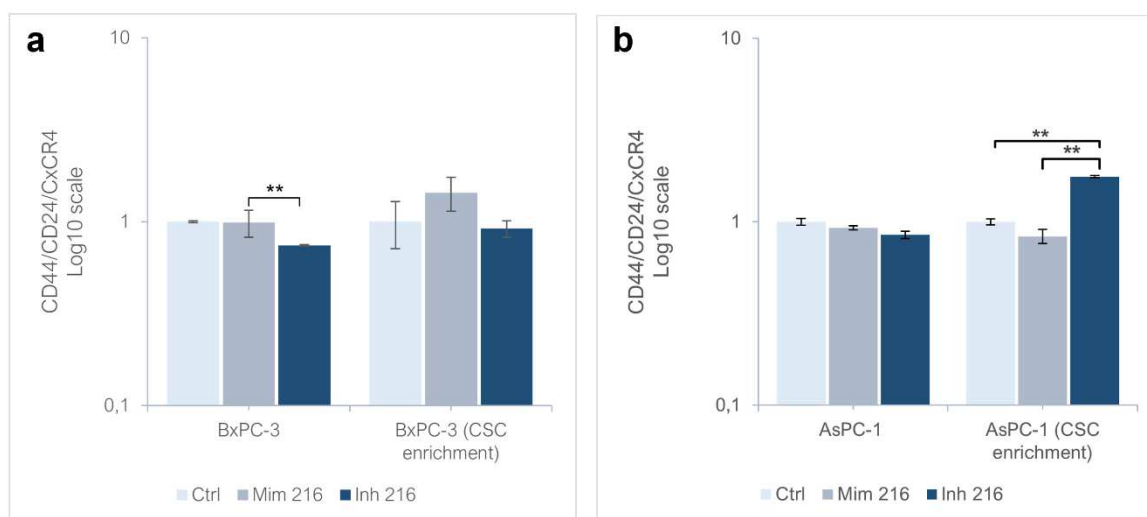 a
10
1
0,1
CD44/CD24/CxCR4
Log10 scale
**
BxPC-3
BxPC-3 (CSC
enrichment)
Ctrl Mim 216 Inh 216
b
10
1
0,1
CD44/CD24/CxCR4
Log10 scale
**
**
AsPC-1
AsPC-1 (CSC
enrichment)
Ctrl Mim 216 Inh 216